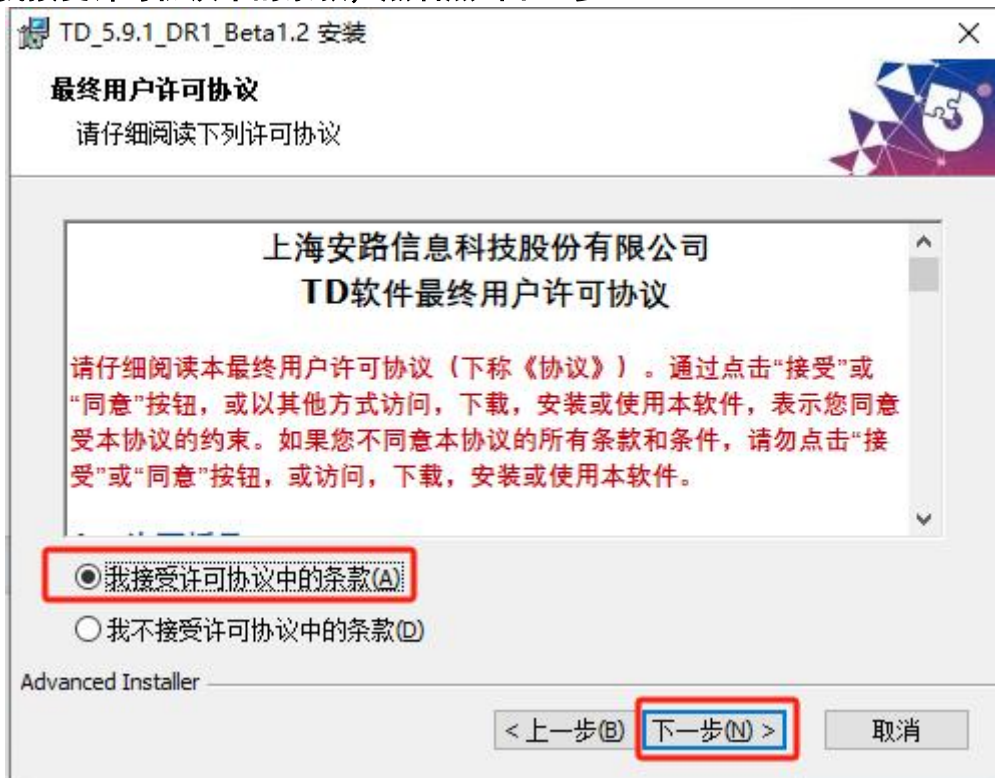 TD_5.9.1_DR1_Beta1.2 安装
最终用户许可协议
请仔细阅读下列许可协议
上海安路信息科技股份有限公司
TD软件最终用户许可协议
请仔细阅读本最终用户许可协议（下称《协议》）。通过点击“接受”或
“同意”按钮，或以其他方式访问，下载，安装或使用本软件，表示您同意
受本协议的约束。如果您不同意本协议的所有条款和条件，请勿点击“接
受”或“同意”按钮，或访问，下载，安装或使用本软件。
我接受许可协议中的条款(A)
我不接受许可协议中的条款(D)
Advanced Installer
< 上一步(B)
下一步(N) >
取消